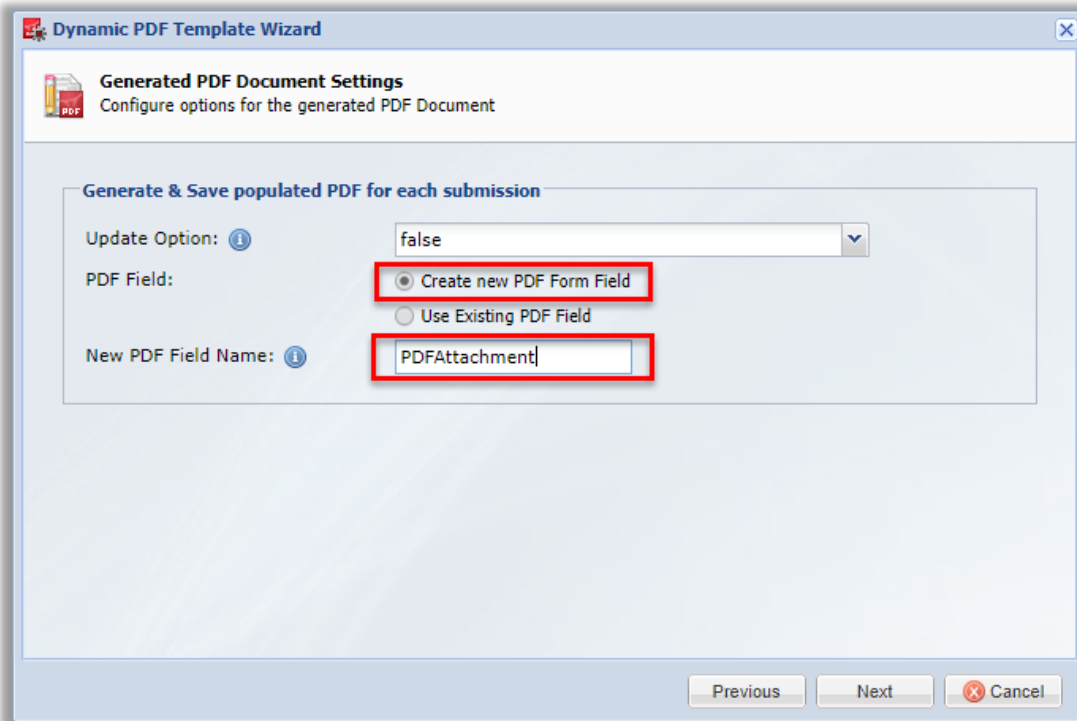 Dynamic PDF Template Wizard
Generated PDF Document Settings
Configure options for the generated PDF Document
PDF
Generate & Save populated PDF for each submission
Update Option: false
PDF Field: Create new PDF Form Field
Use Existing PDF Field
New PDF Field Name: PDFAttachment
Previous Next Cancel